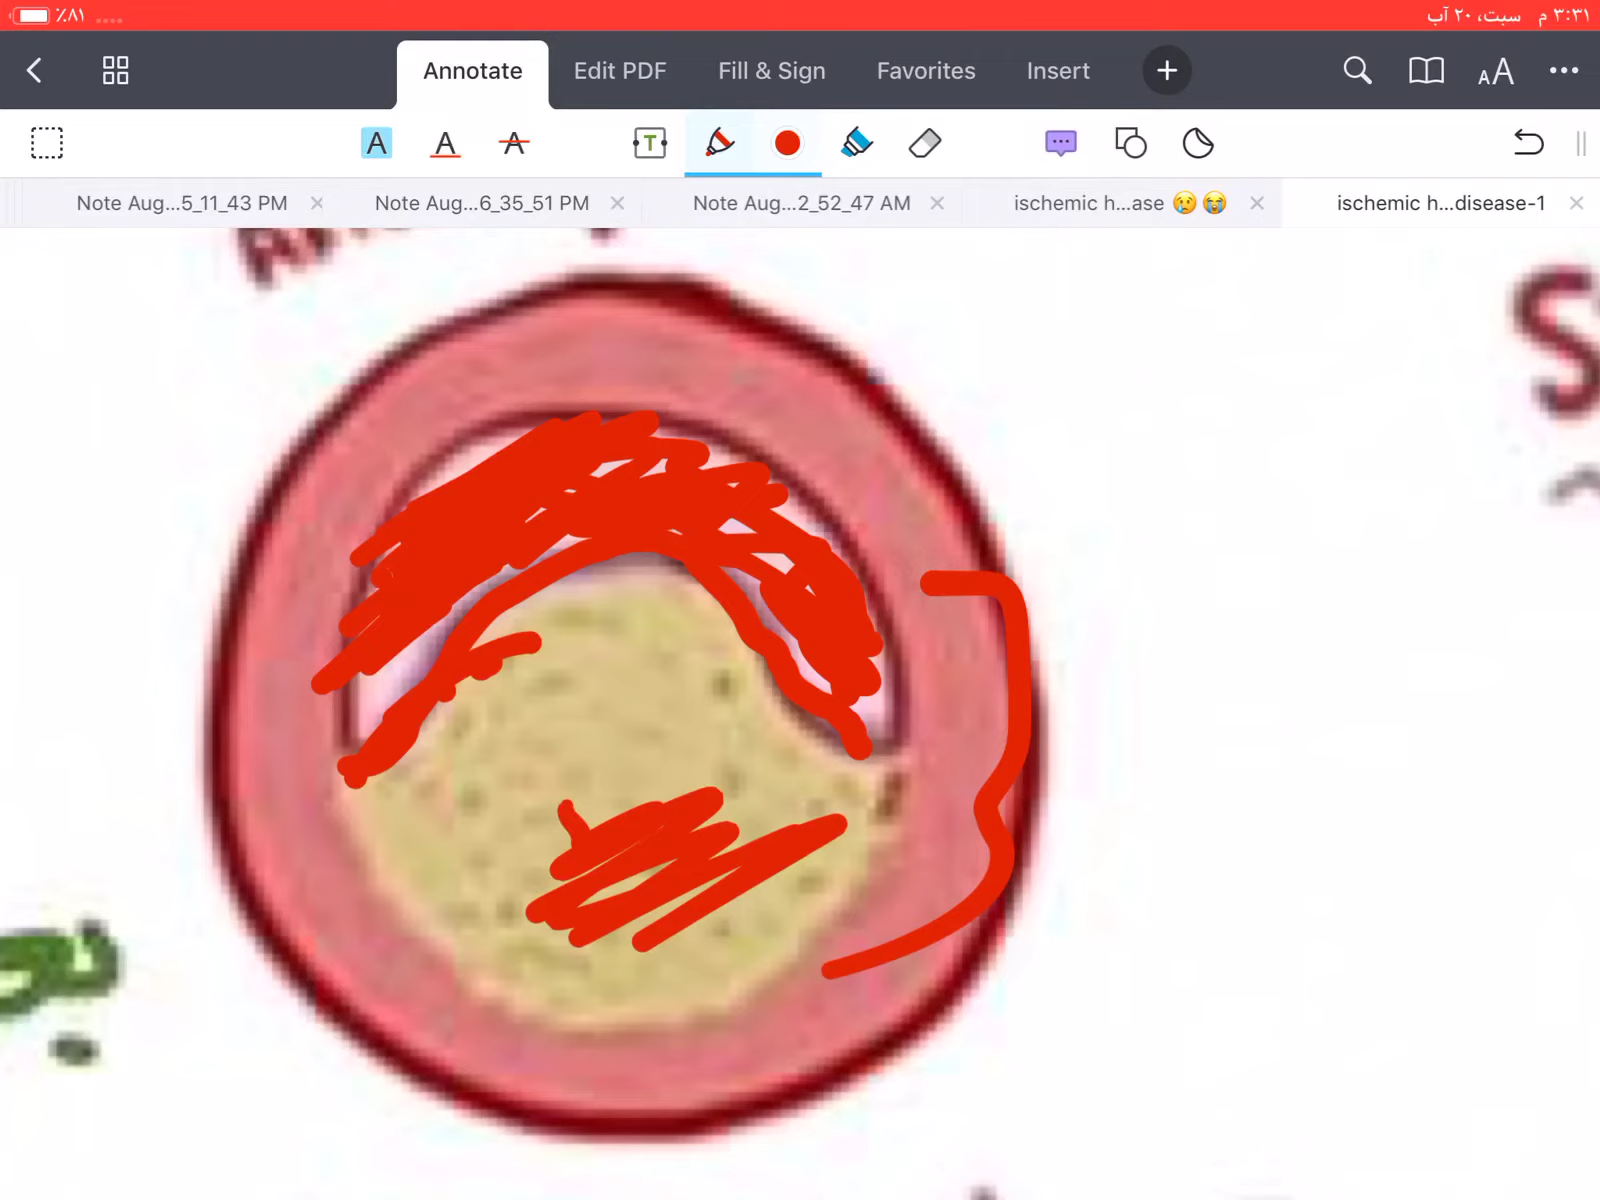 ٪٨١
سبت، ٢٠ آب ٣:٣١ م
Annotate Edit PDF Fill & Sign Favorites Insert
AA
A A A T
Note Aug...5_11_43 PM Note Aug...6_35_51 PM Note Aug...2_52_47 AM ischemic h...ase 😢 😭 ischemic h...disease-1
S